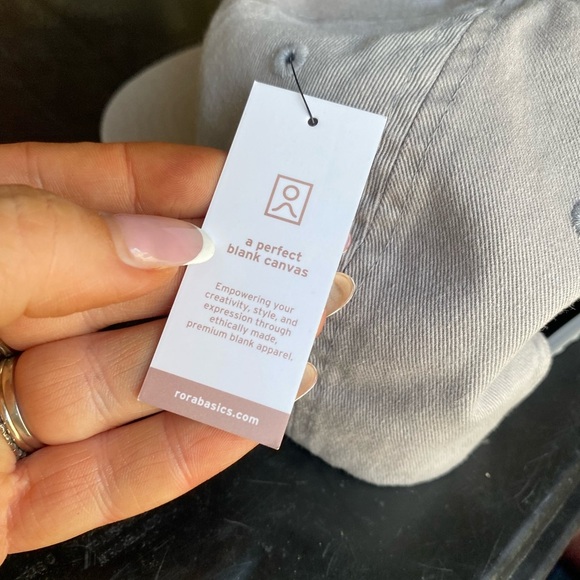 a perfect
blank canvas
Empowering your
creativity, style, and
expression through
ethically made,
premium blank apparel.
rorabasics.com